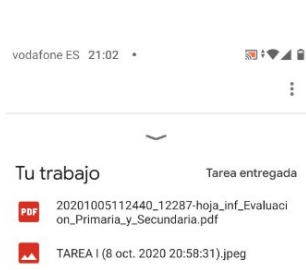 vodafone ES 21:02 •
Tu trabajo Tarea entregada
PDF 20201005112440_12287-hoja_inf_Evaluaci
on_Primaria_y_Secundaria.pdf
TAREA I (8 oct. 2020 20:58:31).jpeg